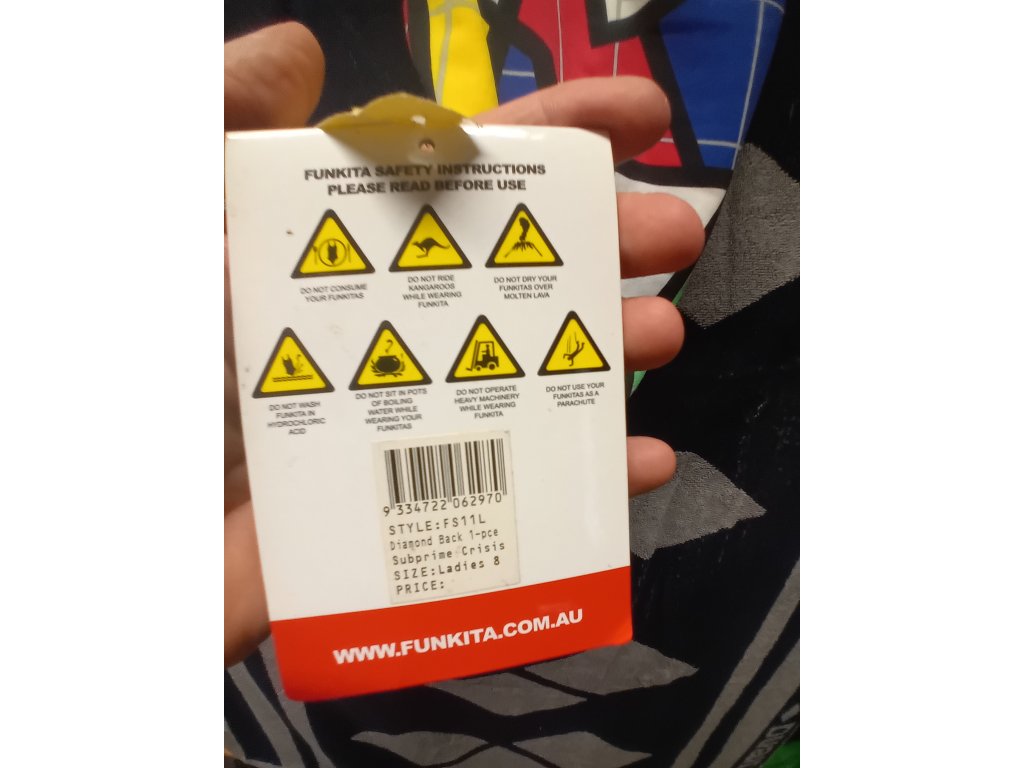 FUNKITA SAFETY INSTRUCTIONS
PLEASE READ BEFORE USE
DO NOT CONSUME
YOUR FUNKITAS
DO NOT RIDE
KANGAROOS
WHILE WEARING
FUNKITA
DO NOT DRY YOUR
FUNKITAS OVER
MOLTEN LAVA
DO NOT WASH
FUNKITA IN
HYDROCHLORIC
ACID
DO NOT SIT IN POTS
OF BOILING
WATER WHILE
WEARING YOUR
FUNKITAS
DO NOT OPERATE
HEAVY MACHINERY
WHILE WEARING
FUNKITA
DO NOT USE YOUR
FUNKITAS AS A
PARACHUTE
9 334722 062970
STYLE:FS11L
Diamond Back 1-pce
Subprime Crisis
SIZE:Ladies 8
PRICE:
WWW.FUNKITA.COM.AU